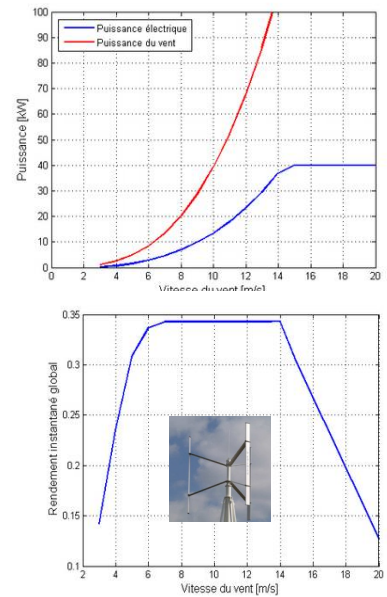 100
90
80
70
60
50
40
30
20
10
0
Puissance [kW]
Puissance électrique
Puissance du vent
0 2 4 6 8 10 12 14 16 18 20
Vitesse du vent [m/s]
0.35
0.3
0.25
0.2
0.15
0.1
Rendement instantané global
2 4 6 8 10 12 14 16 18 20
Vitesse du vent [m/s]